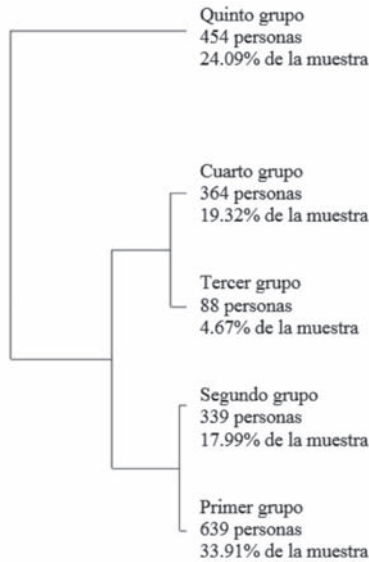 Quinto grupo
454 personas
24.09% de la muestra
Cuarto grupo
364 personas
19.32% de la muestra
Tercer grupo
88 personas
4.67% de la muestra
Segundo grupo
339 personas
17.99% de la muestra
Primer grupo
639 personas
33.91% de la muestra